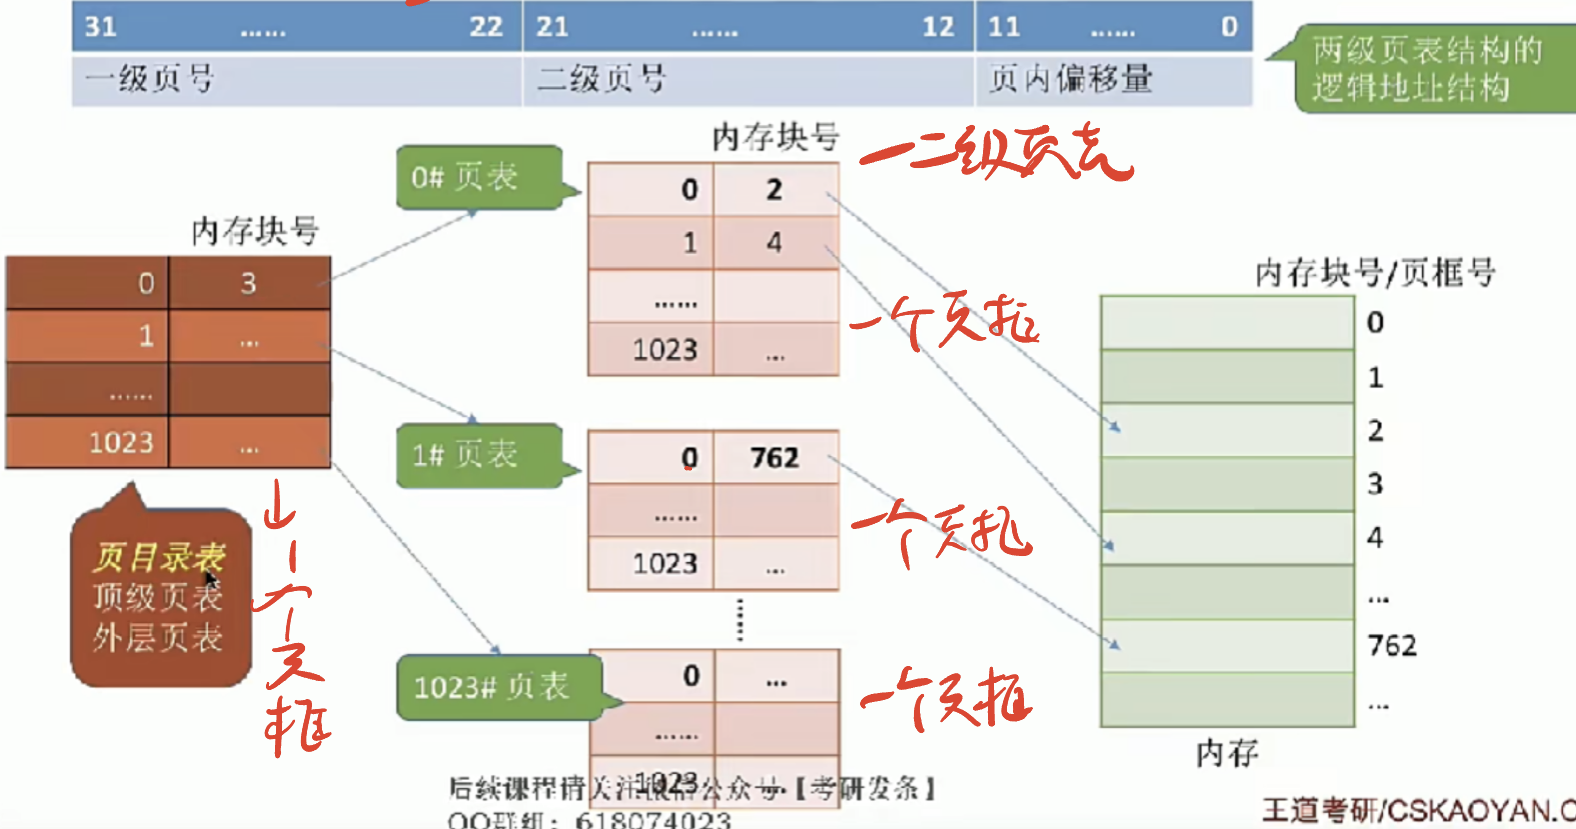 31 …… 22 21 …… 12 11 …… 0
一级页号 二级页号 页内偏移量
两级页表结构的
逻辑地址结构
内存块号
0# 页表
0 2
1 4
……
1023 …
一二级页表
一个页框
内存块号
0 3
1 …
……
1023 …
页目录表
顶级页表
外层页表
一个页框
1# 页表
0 762
……
1023 …
一个页框
1023# 页表
0 …
……
1023 …
一个页框
内存块号/页框号
0
1
2
3
4
…
762
…
内存
后续课程请关注微信公众号【考研发条】
QQ群组：618074023
王道考研/CSKAOYAN.C